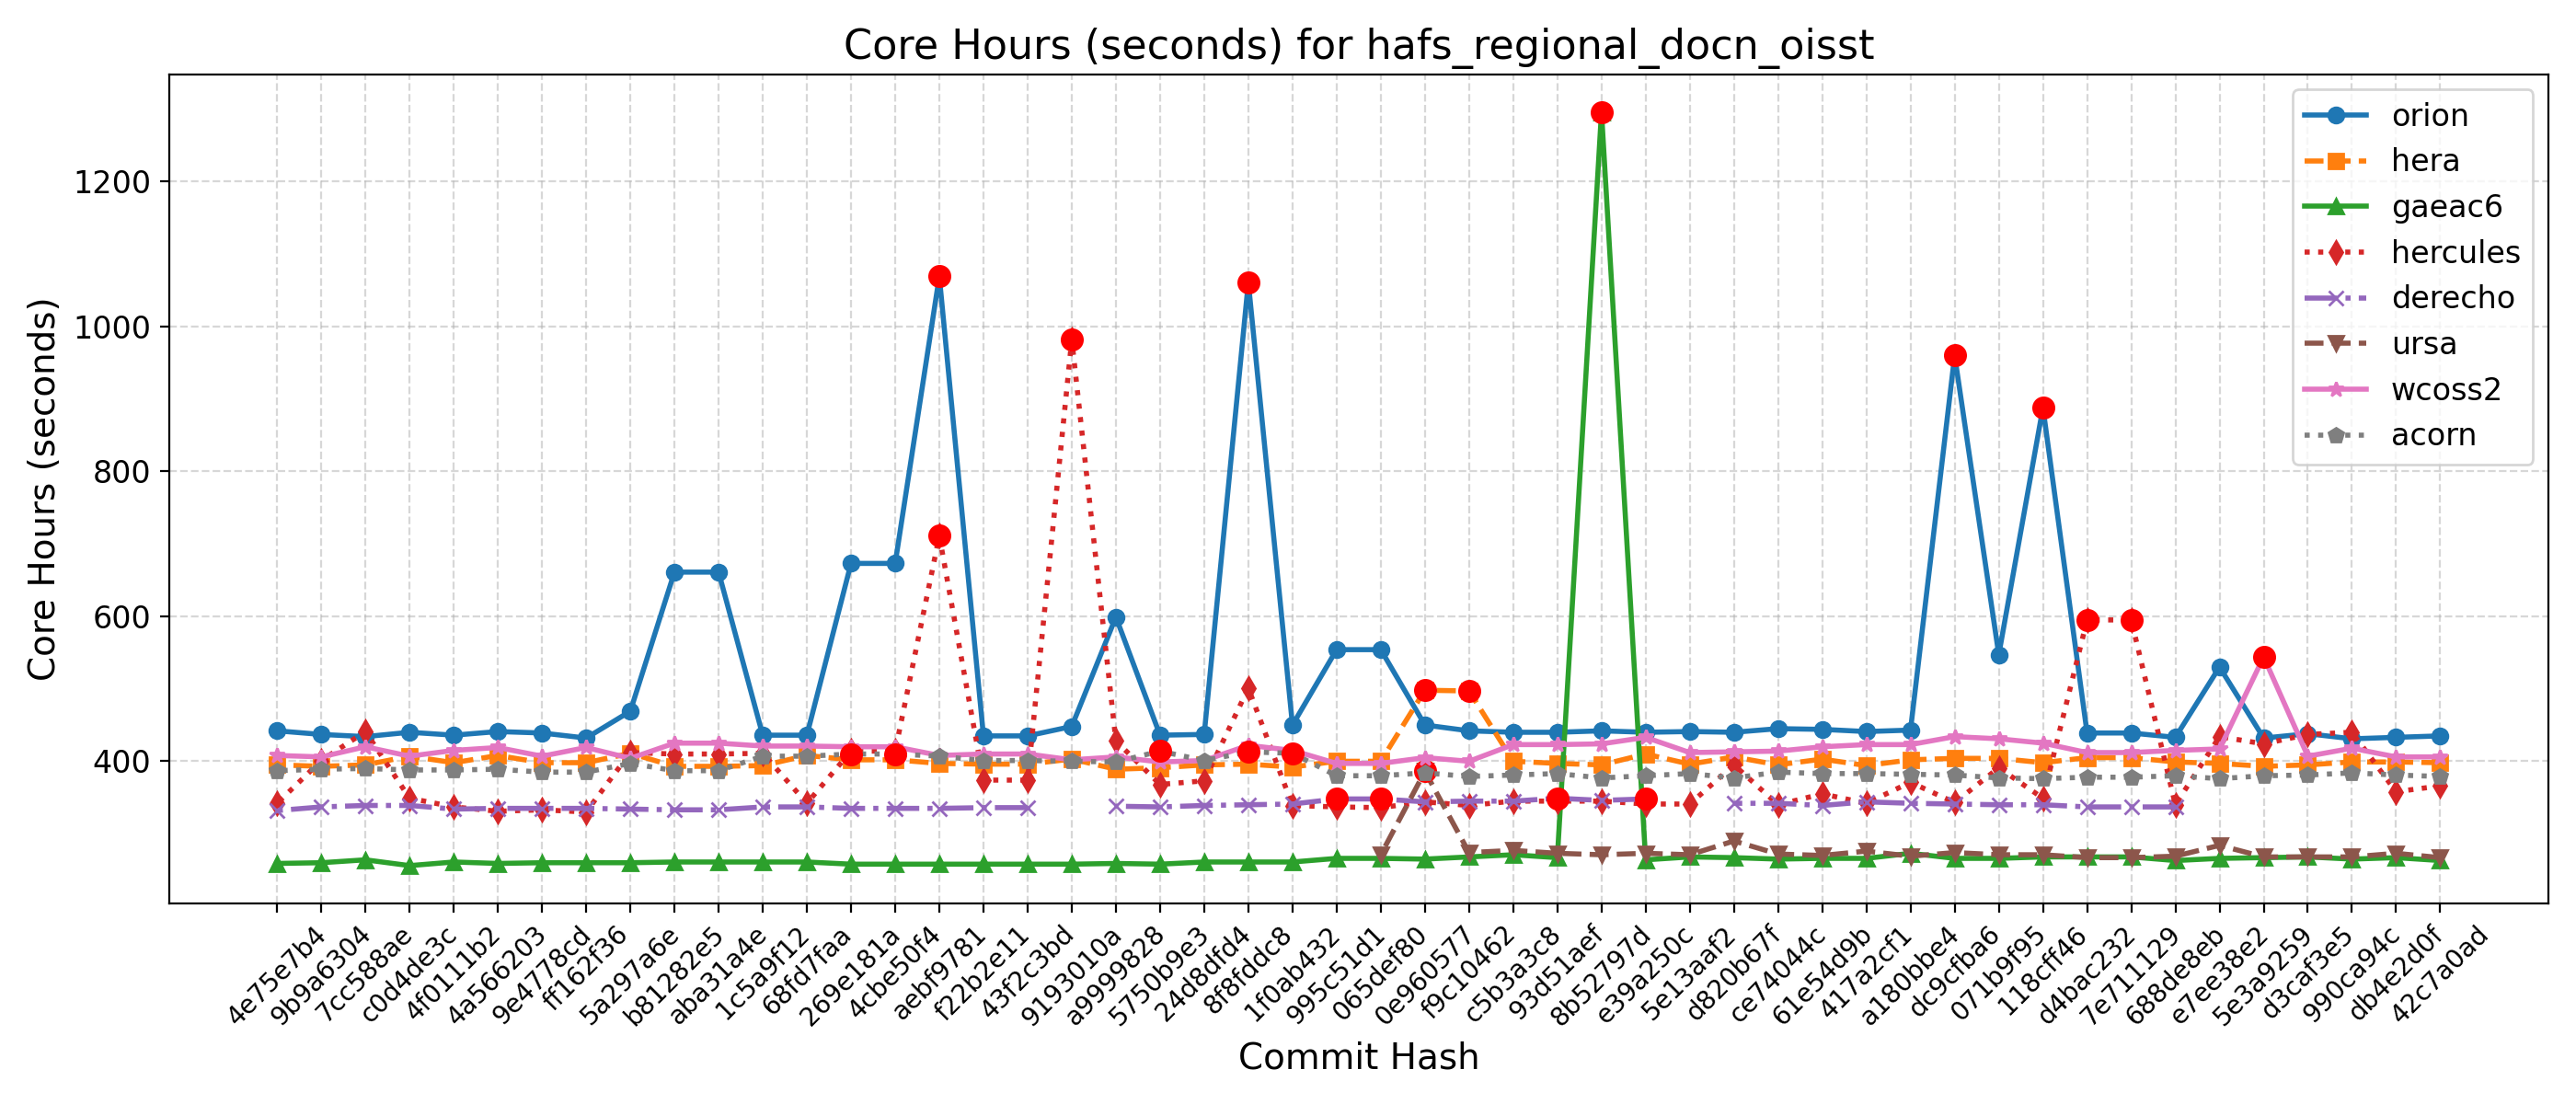 Core Hours (seconds) for hafs_regional_docn_oisst
Core Hours (seconds)
1200
1000
800
600
400
orion
hera
gaeac6
hercules
derecho
ursa
wcoss2
acorn
4e75e7b4
9b9a6304
7cc588ae
c0d4de3c
4f0111b2
4a566203
9e4778cd
ff162f36
5a297a6e
b81282e5
aba31a4e
1c5a9f12
68fd7faa
269e181a
4cbe50f4
aebf9781
f22b2e11
43f2c3bd
9193010a
a9999828
5750b9e3
24d8dfd4
8f8fddc8
1f0ab432
995c51d1
065def80
0e960577
f9c10462
c5b3a3c8
93d51aef
8b52797d
e39a250c
5e13aaf2
d820b67f
ce74044c
61e54d9b
417a2cf1
a180bbe4
dc9cfba6
071b9f95
118cff46
d4bac232
7e711129
688de8eb
e7ee38e2
5e3a9259
d3caf3e5
990ca94c
db4e2d0f
42c7a0ad
Commit Hash